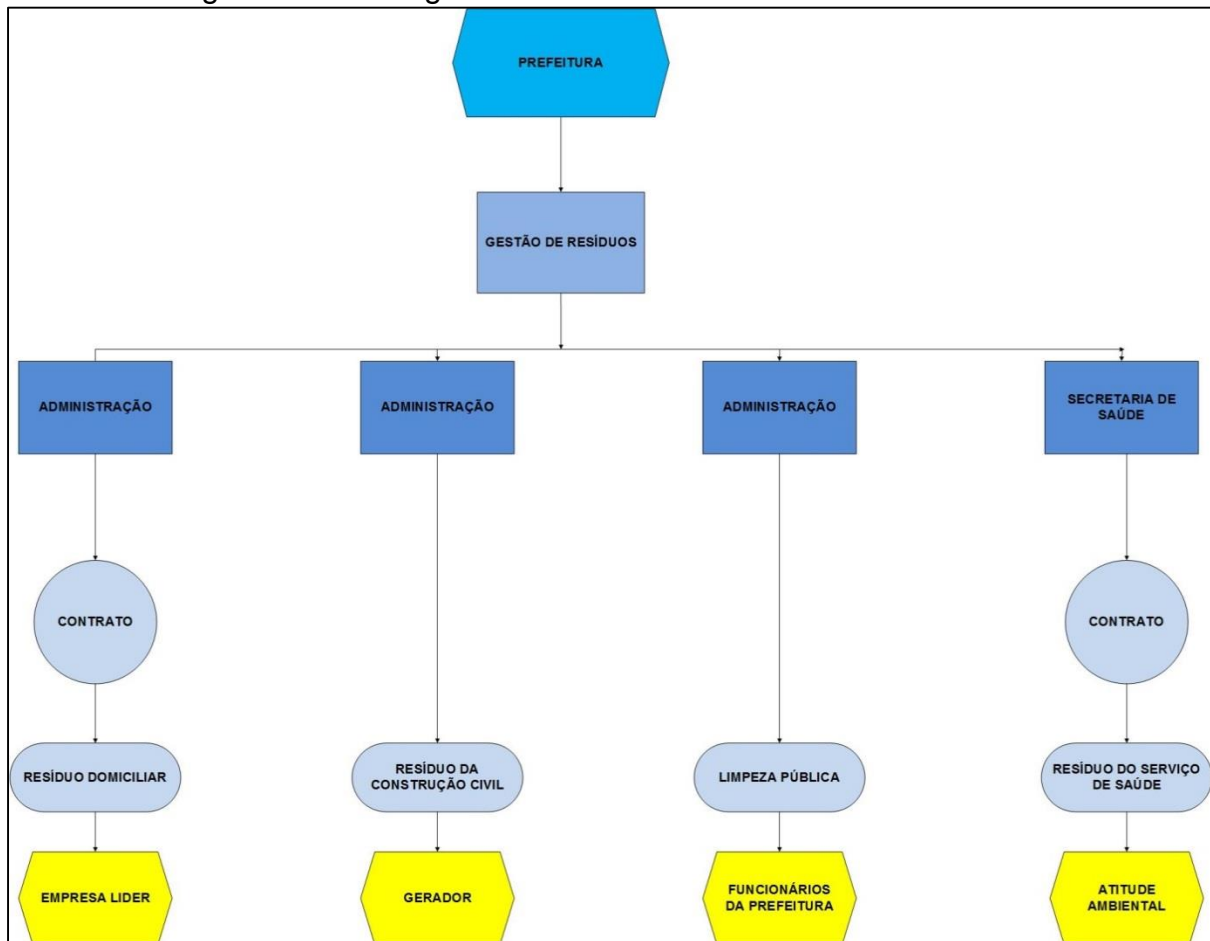 PREFEITURA
GESTÃO DE RESÍDUOS
ADMINISTRAÇÃO
ADMINISTRAÇÃO
ADMINISTRAÇÃO
SECRETARIA DE
SAÚDE
CONTRATO
CONTRATO
RESÍDUO DOMICILIAR
RESÍDUO DA
CONSTRUÇÃO CIVIL
LIMPEZA PÚBLICA
RESÍDUO DO SERVIÇO
DE SAÚDE
EMPRESA LIDER
GERADOR
FUNCIONÁRIOS
DA PREFEITURA
ATITUDE
AMBIENTAL